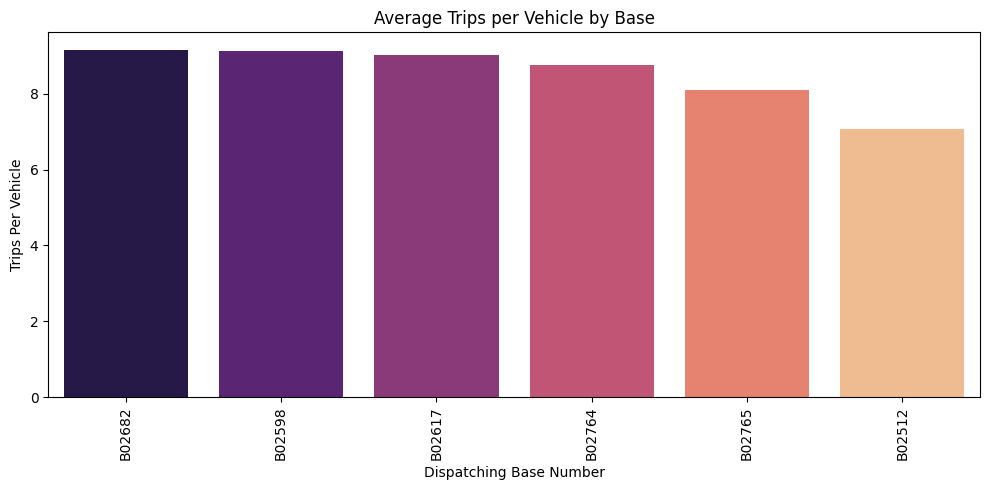 Average Trips per Vehicle by Base
Trips Per Vehicle
8
6
4
2
0
B02682
B02598
B02617
B02764
B02765
B02512
Dispatching Base Number